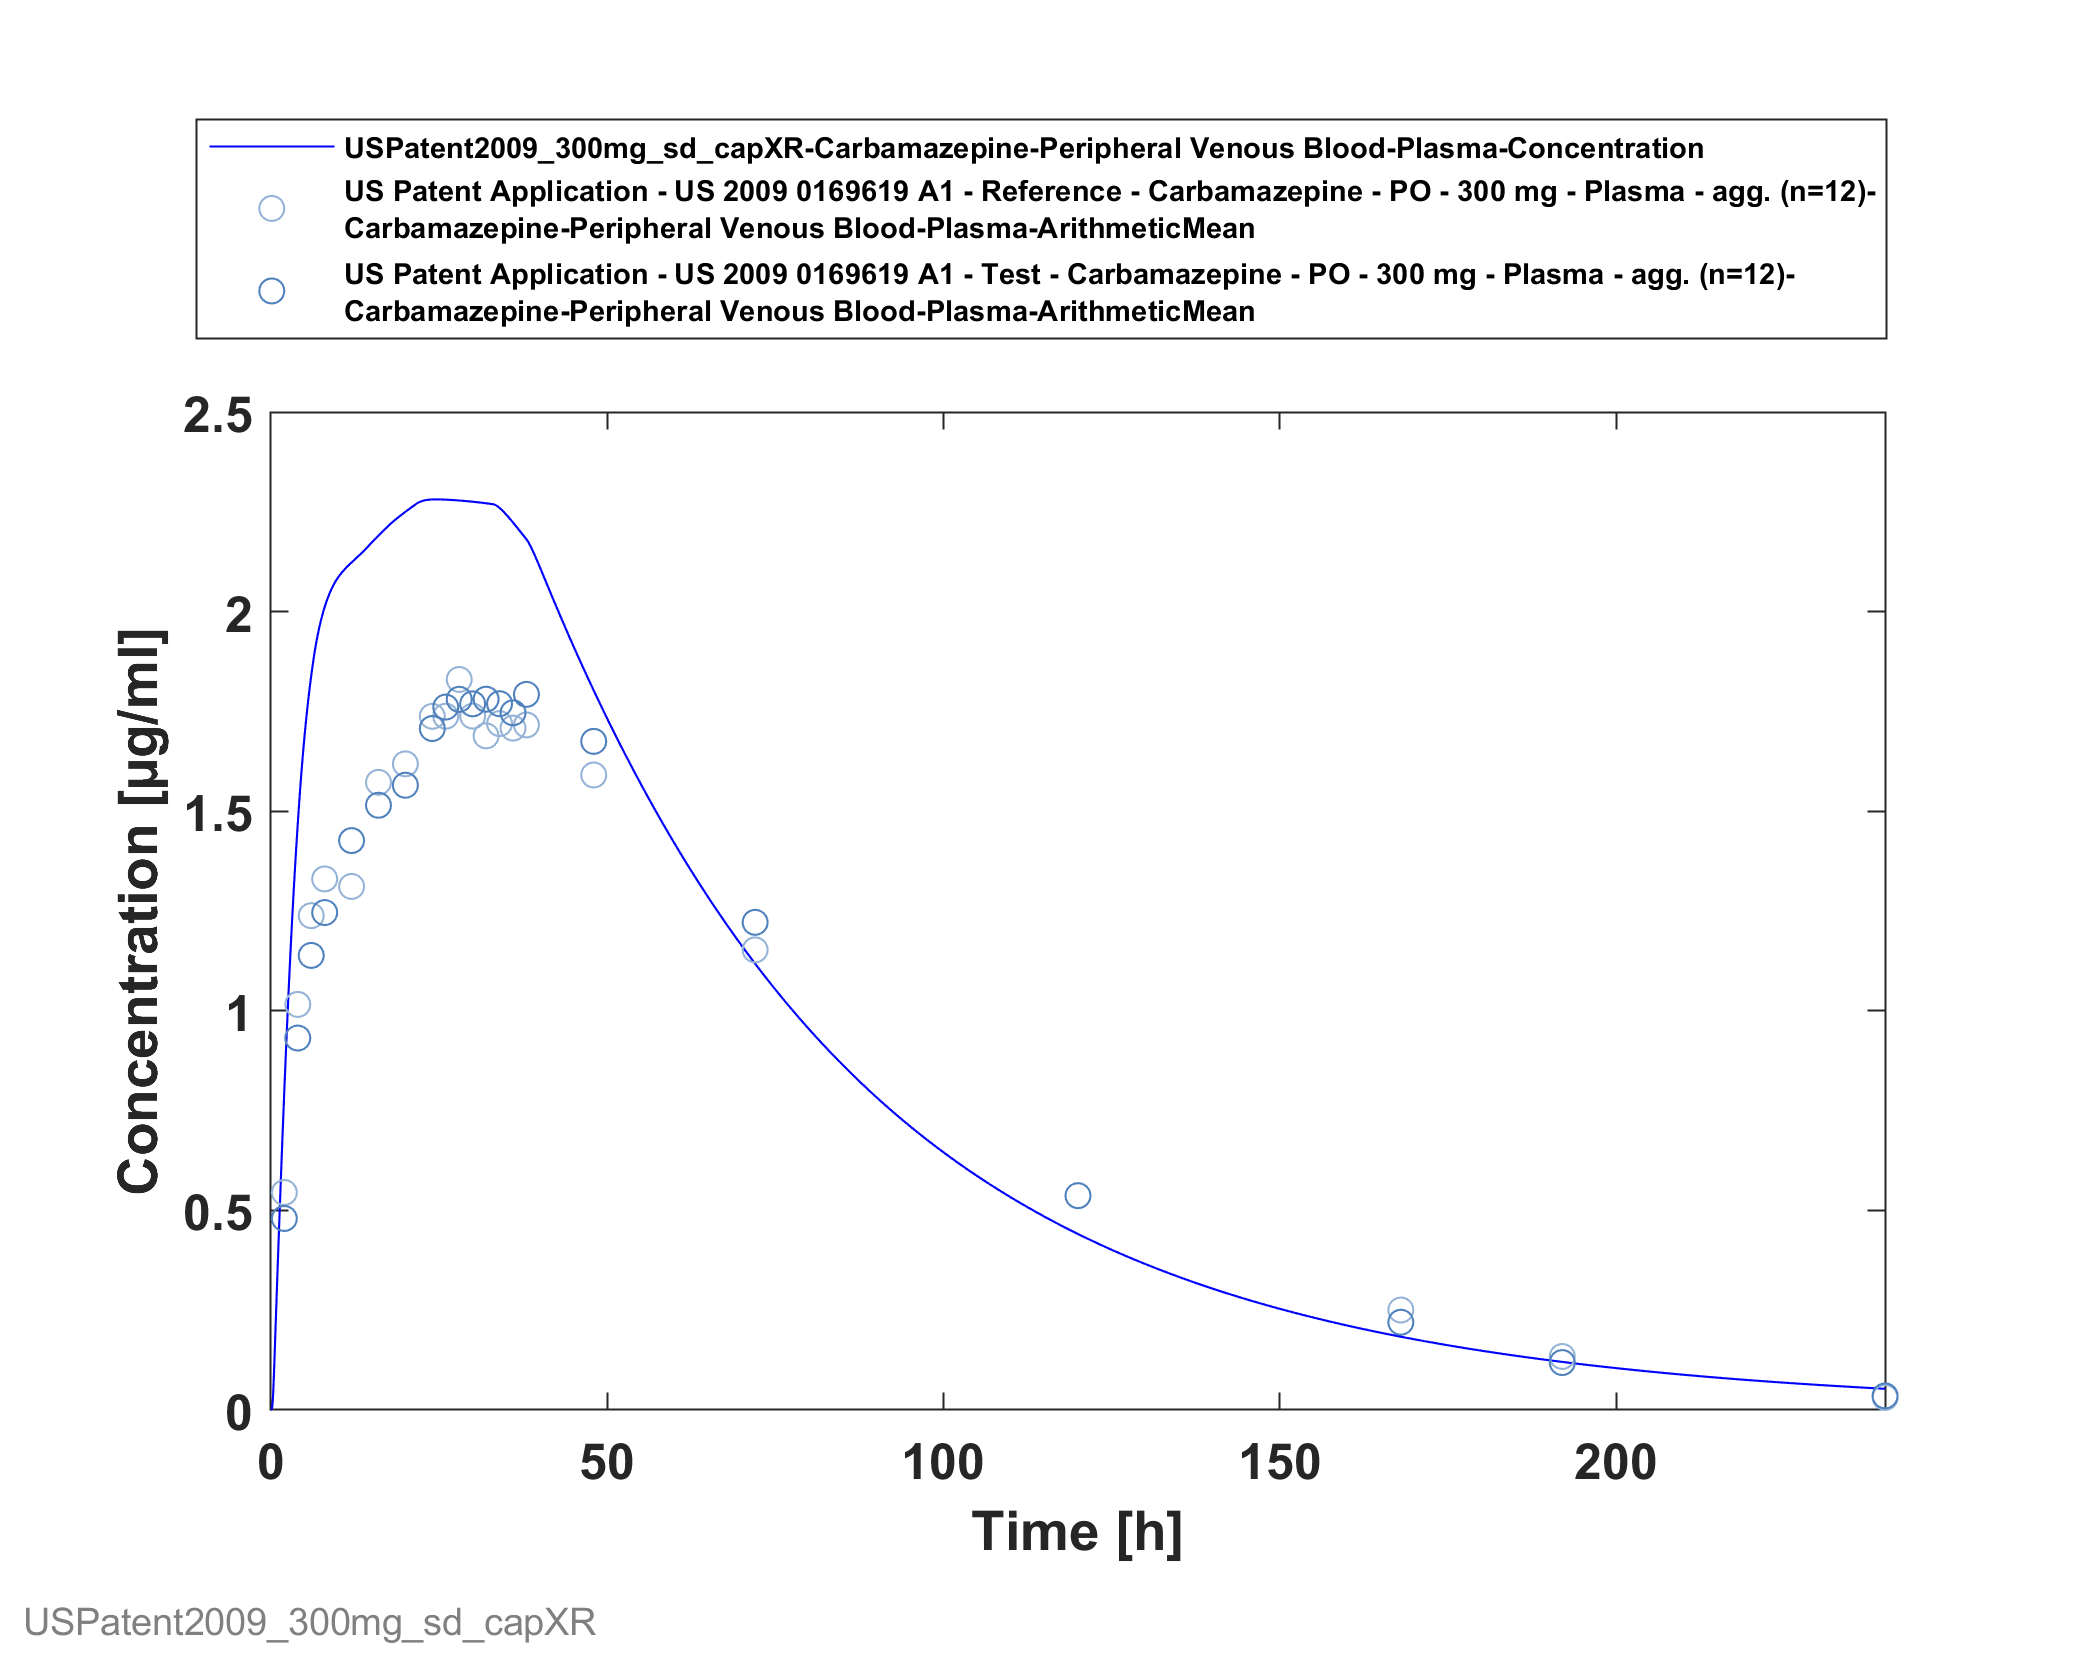 USPatent2009_300mg_sd_capXR-Carbamazepine-Peripheral Venous Blood-Plasma-Concentration
US Patent Application - US 2009 0169619 A1 - Reference - Carbamazepine - PO - 300 mg - Plasma - agg. (n=12)-
Carbamazepine-Peripheral Venous Blood-Plasma-ArithmeticMean
US Patent Application - US 2009 0169619 A1 - Test - Carbamazepine - PO - 300 mg - Plasma - agg. (n=12)-
Carbamazepine-Peripheral Venous Blood-Plasma-ArithmeticMean
2.5
2
1.5
1
0.5
0
Concentration [µg/ml]
0 50 100 150 200
Time [h]
USPatent2009_300mg_sd_capXR